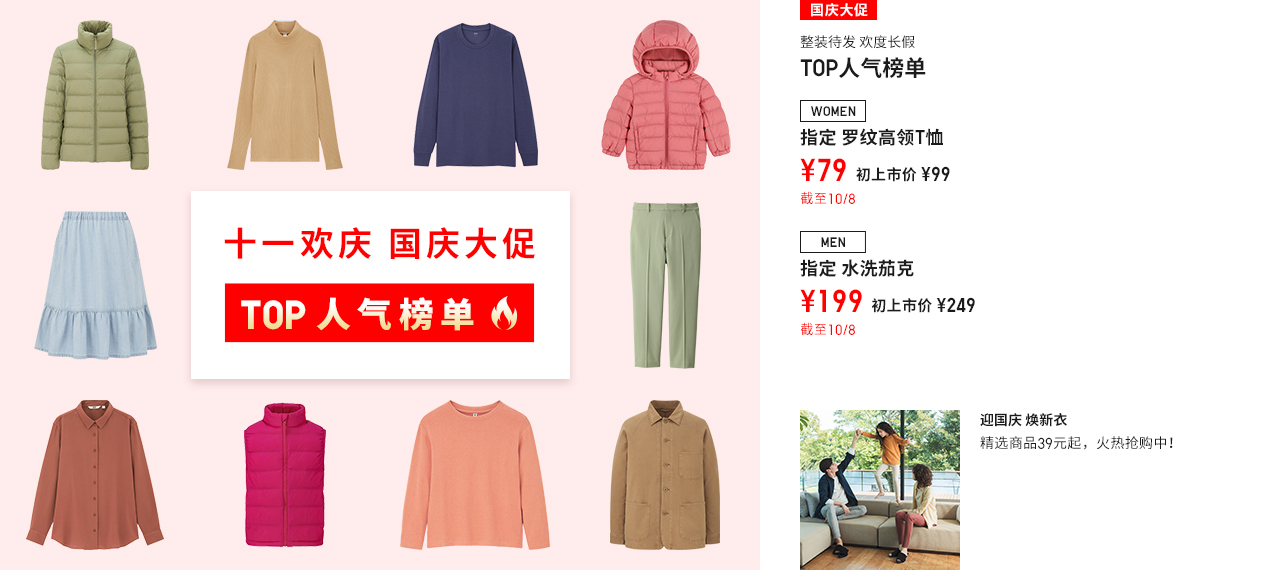 十一欢庆 国庆大促
TOP 人气榜单
国庆大促
整装待发 欢度长假
TOP人气榜单
WOMEN
指定 罗纹高领T恤
¥79 初上市价 ¥99
截至10/8
MEN
指定 水洗茄克
¥199 初上市价 ¥249
截至10/8
迎国庆 焕新衣
精选商品39元起，火热抢购中!